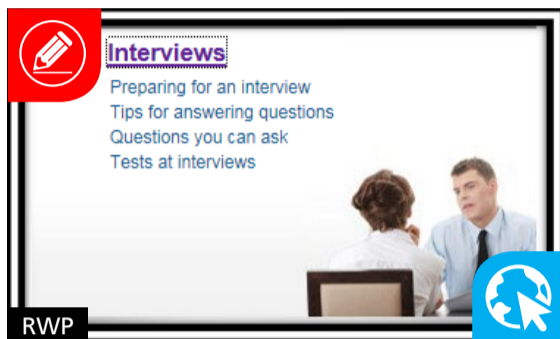 Interviews
Preparing for an interview
Tips for answering questions
Questions you can ask
Tests at interviews
RWP